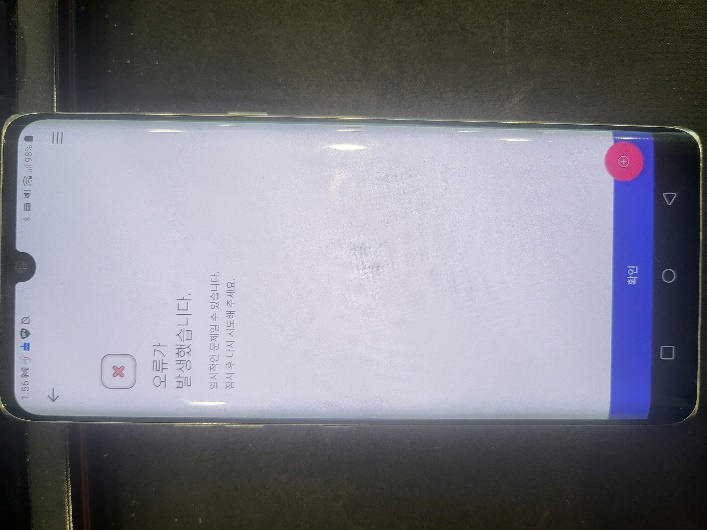 1:56
98%
오류가
발생했습니다.
일시적인 문제일 수 있습니다.
잠시 후 다시 시도해 주세요.
확인